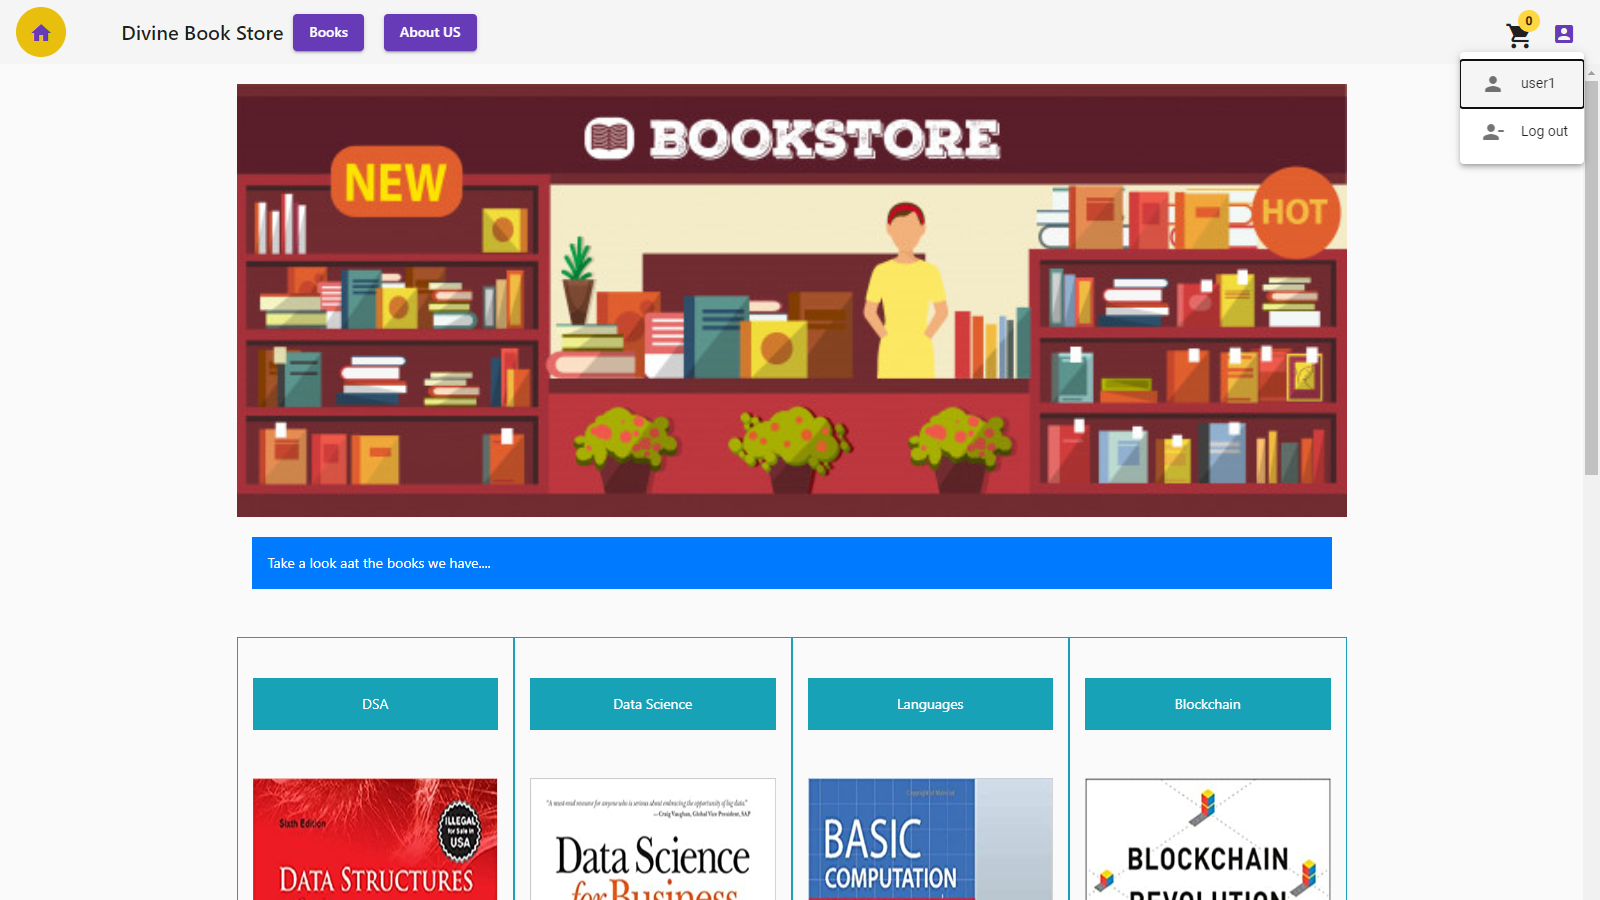 Divine Book Store
Books
About US
0
user1
Log out
BOOKSTORE
NEW
HOT
Take a look aat the books we have....
DSA
Data Science
Languages
Blockchain
Sixth Edition
ILLEGAL
for Sale in
USA
DATA STRUCTURES
"A must-read resource for anyone who is serious about embracing the opportunity of big data."
—Craig Vaughan, Global Vice President, SAP
Data Science
for Business
BASIC
COMPUTATION
BLOCKCHAIN
REVOLUTION